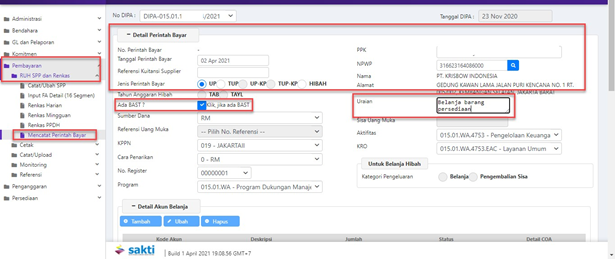 No DIPA : DIPA-015.01.1 /2021
Tanggal DIPA : 23 Nov 2020
Administrasi
Bendahara
GL dan Pelaporan
Komitmen
Pembayaran
RUH SPP dan Renkas
Catat/Ubah SPP
Input FA Detail (16 Segmen)
Renkas Harian
Renkas Mingguan
Renkas PPDH
Mencatat Perintah Bayar
Cetak
Catat/Upload
Monitoring
Referensi
Penganggaran
Persediaan
Detail Perintah Bayar
No. Perintah Bayar -
Tanggal Perintah Bayar 02 Apr 2021
Referensi Kuitansi Supplier
Jenis Perintah Bayar UP TUP UP-KP TUP-KP HIBAH
Tahun Anggaran Hibah TAB TAYL
Ada BAST ? Klik, jika ada BAST
Sumber Dana RM
Referensi Uang Muka -- Pilih No. Referensi --
KPPN 019 - JAKARTAII
Cara Penarikan 0 - RM
No. Register 00000001
Program 015.01.WA - Program Dukungan Manaje
PPK
NPWP 316623164086000
Nama PT. KRISBOW INDONESIA
Alamat GEDUNG KAWAN LAMA JALAN PURI KENCANA NO. 1 RT.
Uraian Belanja barang
persediaan
Sisa Uang Muka
Aktifitas 015.01.WA.4753 - Pengelolaan Keuanga
KRO 015.01.WA.4753.EAC - Layanan Umum
Untuk Belanja Hibah
Kategori Pengeluaran Belanja Pengembalian Sisa
Detail Akun Belanja
Tambah Ubah Hapus
Kode Akun Deskripsi Jumlah Status Detail COA
sakti Build 1 April 2021 19.08.56 GMT+7